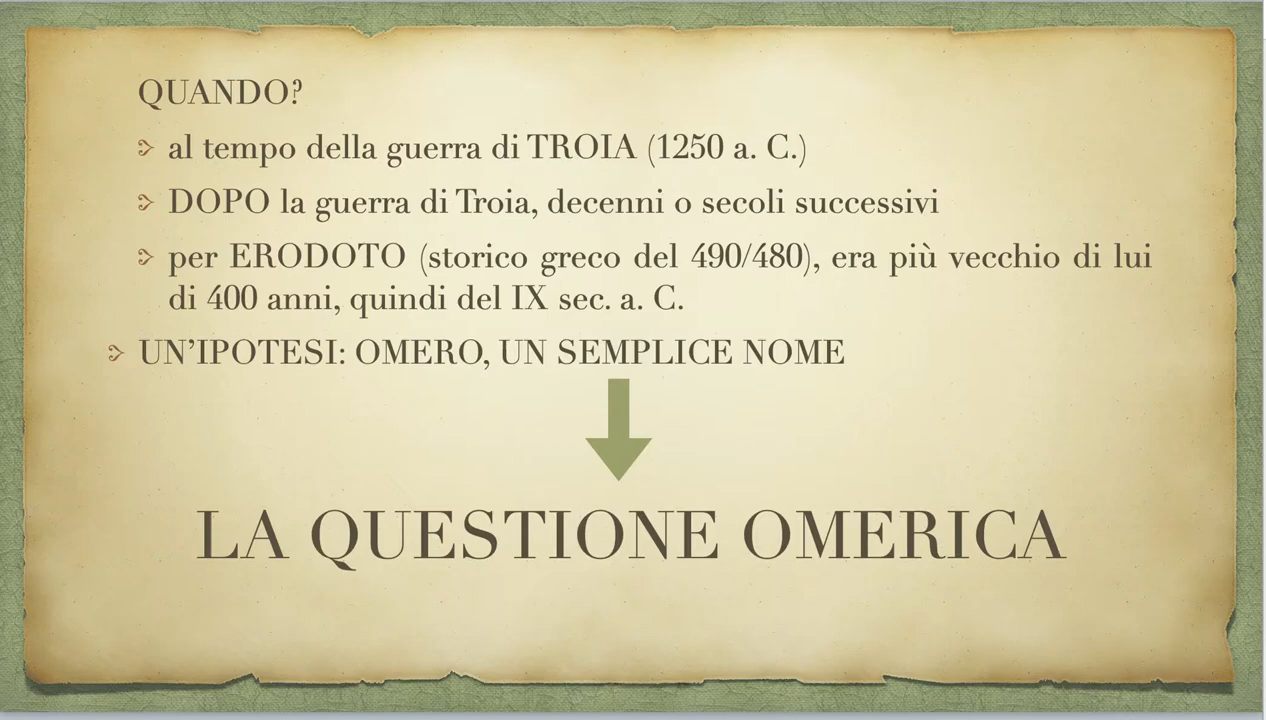 QUANDO?
al tempo della guerra di TROIA (1250 a. C.)
DOPO la guerra di Troia, decenni o secoli successivi
per ERODOTO (storico greco del 490/480), era più vecchio di lui
di 400 anni, quindi del IX sec. a. C.
UN’IPOTESI: OMERO, UN SEMPLICE NOME
LA QUESTIONE OMERICA